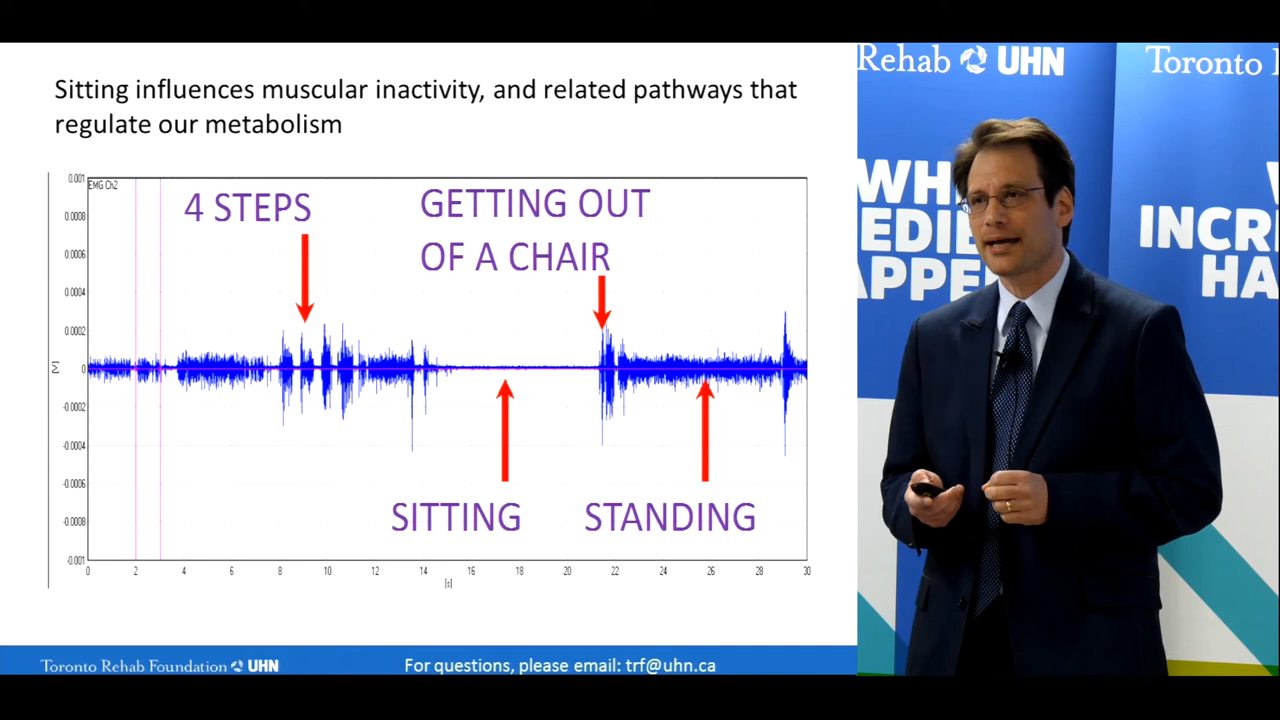 Sitting influences muscular inactivity, and related pathways that
regulate our metabolism
0.001
EMG Ch2
0.0008
0.0006
0.0004
0.0002
0
-0.0002
-0.0004
-0.0006
-0.0008
-0.001
[V]
4 STEPS
GETTING OUT
OF A CHAIR
SITTING
STANDING
0 2 4 6 8 10 12 14 16 18 20 22 24 26 28 30
[s]
Toronto Rehab Foundation UHN
For questions, please email: trf@uhn.ca
Rehab UHN
Toronto
WH
EDIE
APPE
W
INCR
HA